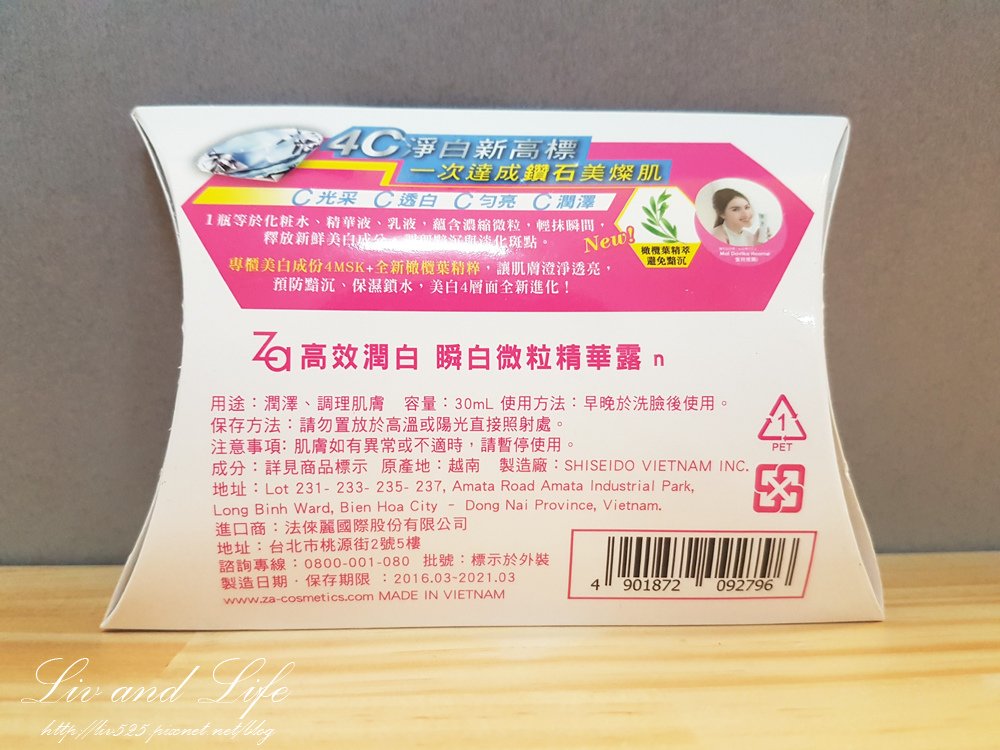 4C淨白新高標
一次達成鑽石美燦肌
C光采 C透白 C勻亮 C潤澤
1瓶等於化粧水、精華液、乳液，蘊含濃縮微粒，輕抹瞬間，
釋放新鮮美白成分，
與淡化斑點。
專櫃美白成份4MSK+全新橄欖葉精粹，讓肌膚澄淨透亮，
預防黯沉、保濕鎖水，美白4層面全新進化！
New!
橄欖葉精萃
避免黯沉
Za 高效潤白 瞬白微粒精華露 n
用途：潤澤、調理肌膚 容量：30mL 使用方法：早晚於洗臉後使用。
保存方法：請勿置放於高溫或陽光直接照射處。
注意事項: 肌膚如有異常或不適時，請暫停使用。
成分：詳見商品標示 原產地：越南 製造廠：SHISEIDO VIETNAM INC.
地址：Lot 231- 233- 235- 237, Amata Road Amata Industrial Park,
Long Binh Ward, Bien Hoa City - Dong Nai Province, Vietnam.
進口商：法倈麗國際股份有限公司
地址：台北市桃源街2號5樓
諮詢專線：0800-001-080 批號：標示於外裝
製造日期．保存期限：2016.03-2021.03
www.za-cosmetics.com MADE IN VIETNAM
1
PET
4 901872 092796
Liv and Life
http://liv525.pixnet.net/blog